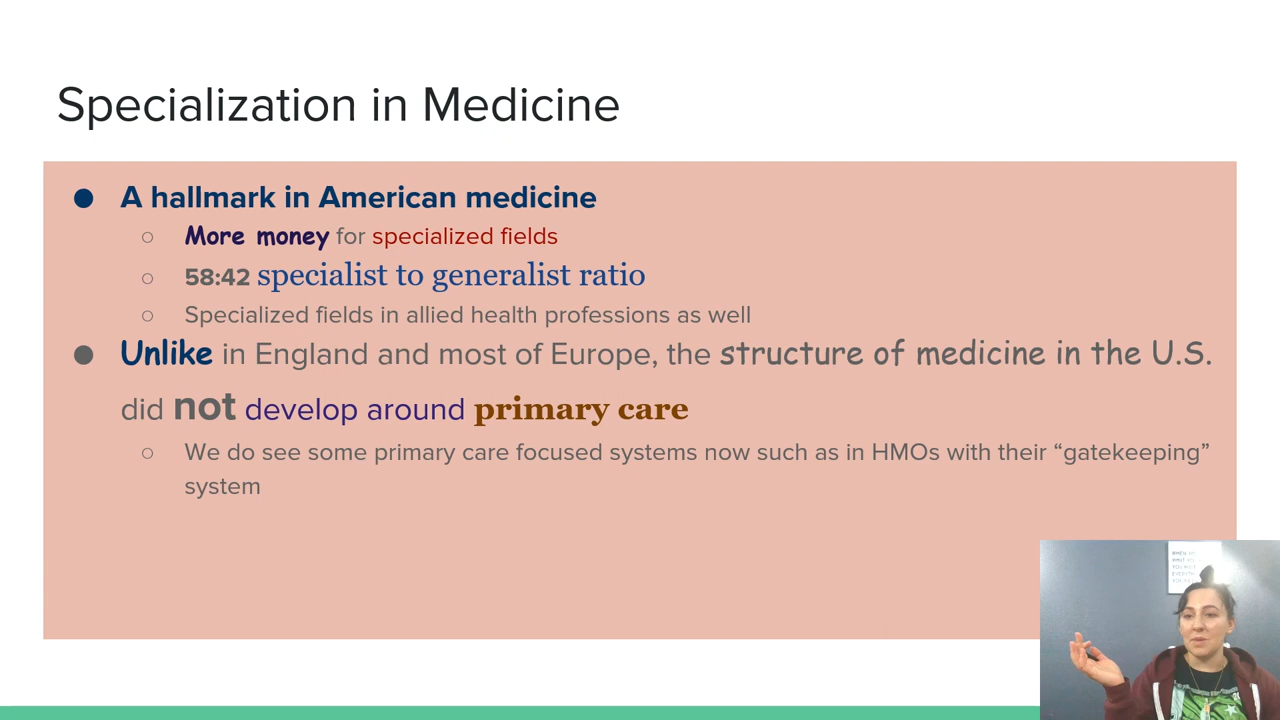 Specialization in Medicine
● A hallmark in American medicine
○ More money for specialized fields
○ 58:42 specialist to generalist ratio
○ Specialized fields in allied health professions as well
● Unlike in England and most of Europe, the structure of medicine in the U.S.
did not develop around primary care
○ We do see some primary care focused systems now such as in HMOs with their “gatekeeping”
system